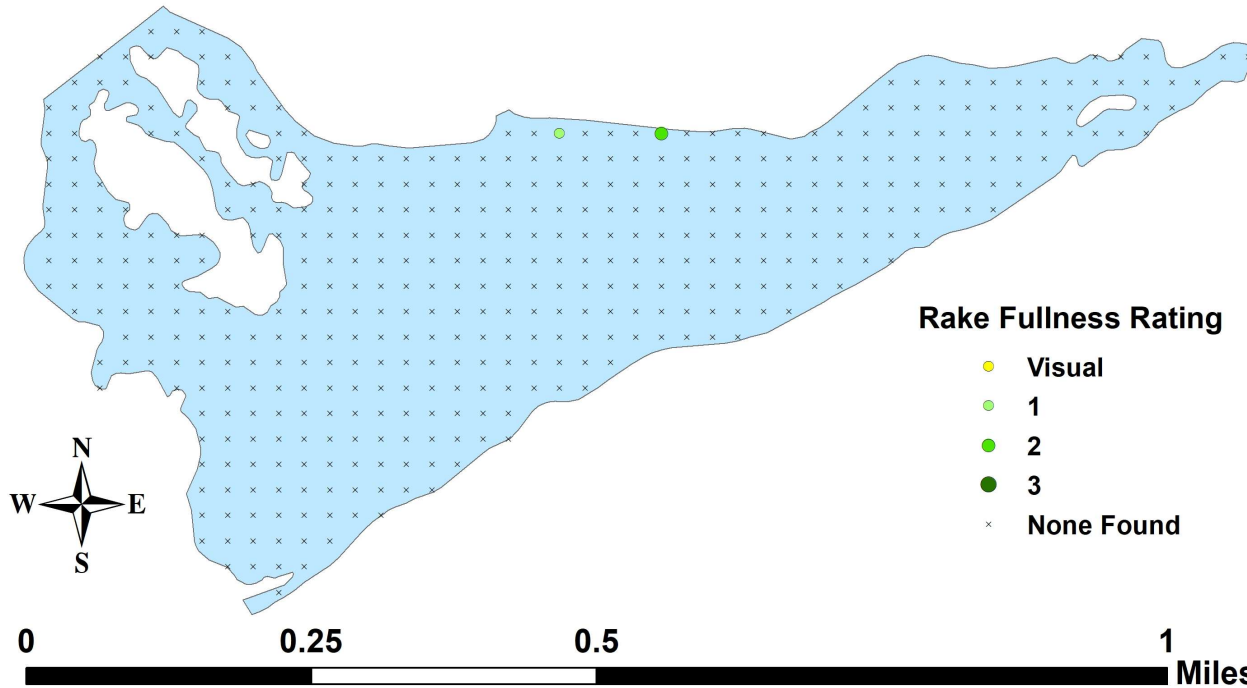 Rake Fullness Rating
Visual
1
2
3
None Found
N
W E
S
0 0.25 0.5 1
Miles